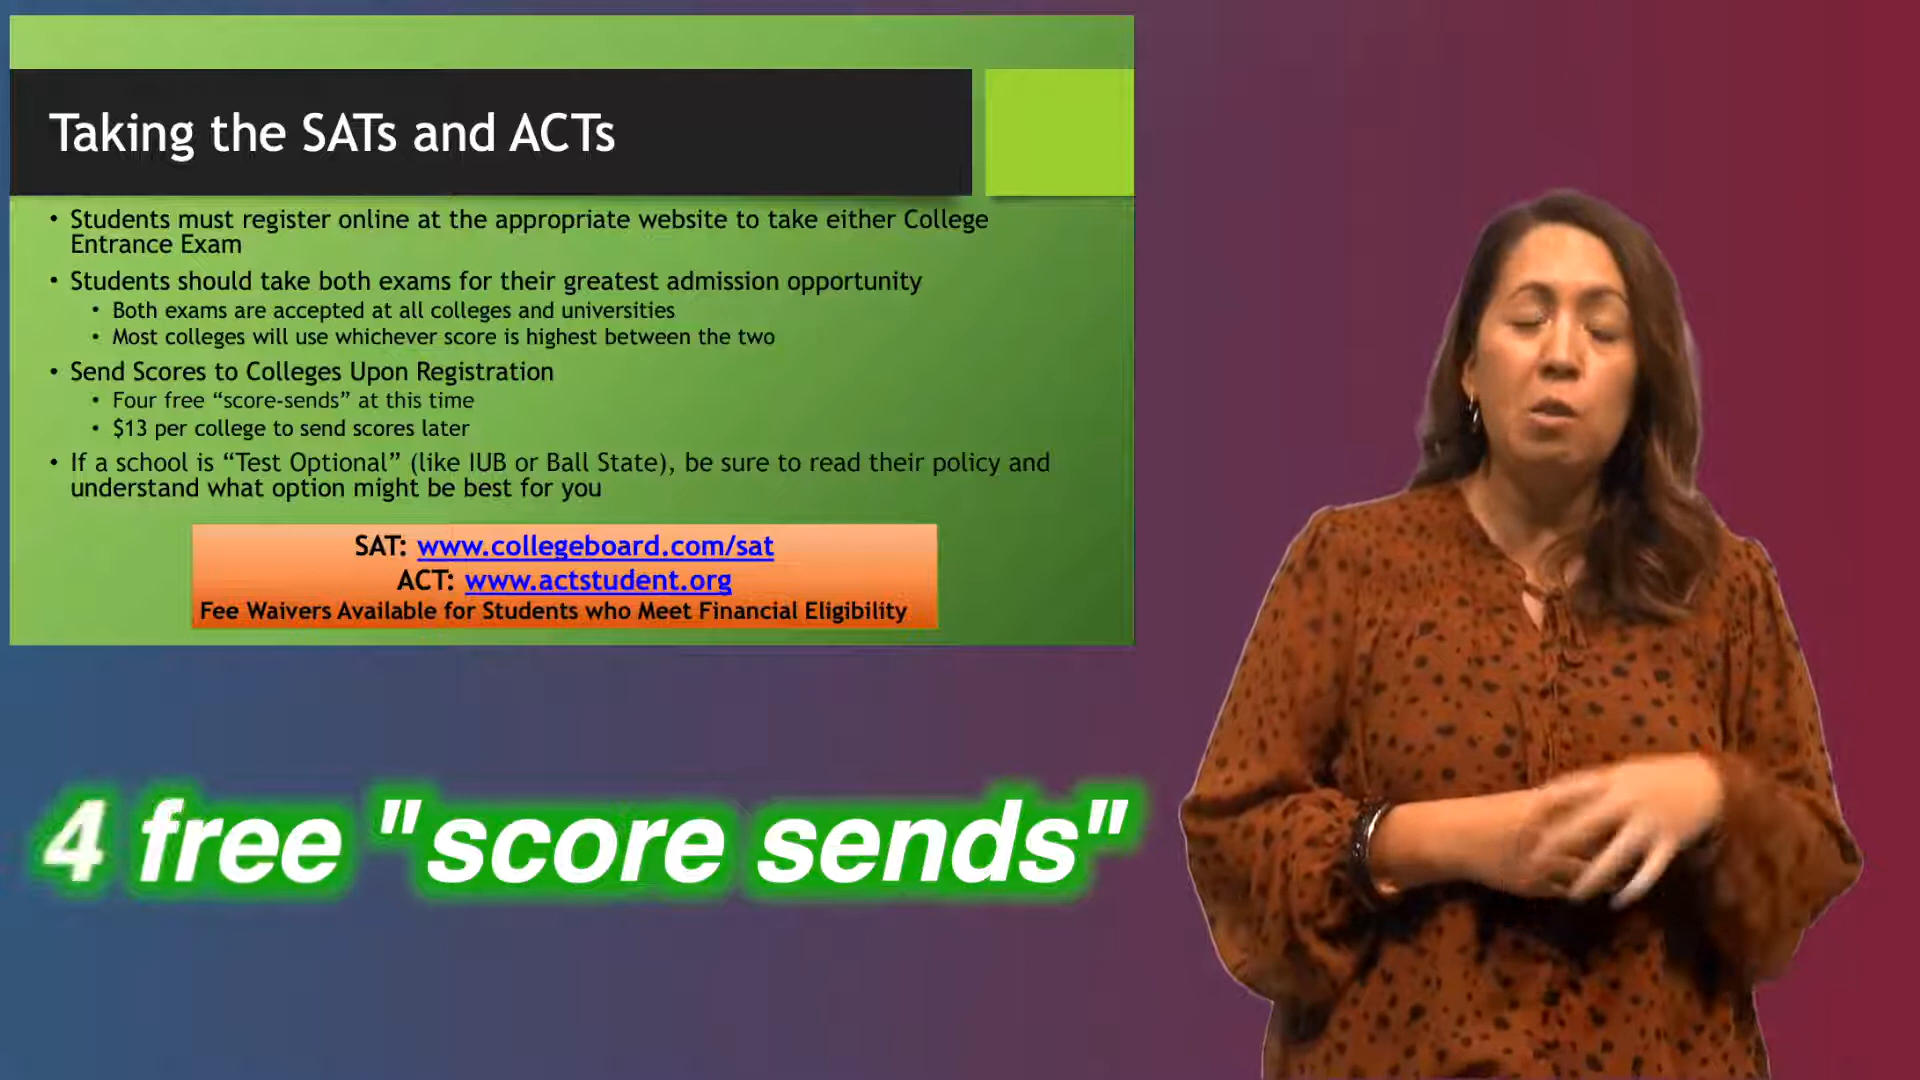 Taking the SATs and ACTs
• Students must register online at the appropriate website to take either College
Entrance Exam
• Students should take both exams for their greatest admission opportunity
• Both exams are accepted at all colleges and universities
• Most colleges will use whichever score is highest between the two
• Send Scores to Colleges Upon Registration
• Four free “score-sends” at this time
• $13 per college to send scores later
• If a school is “Test Optional” (like IUB or Ball State), be sure to read their policy and
understand what option might be best for you
SAT: www.collegeboard.com/sat
ACT: www.actstudent.org
Fee Waivers Available for Students who Meet Financial Eligibility
4 free "score sends"